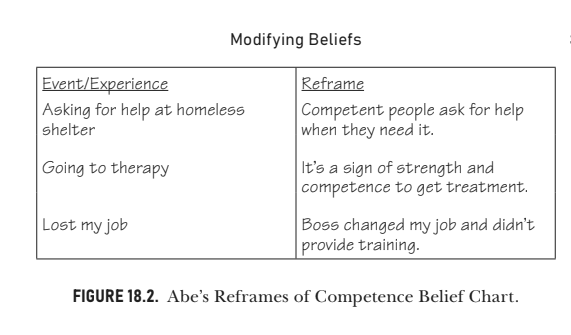 Modifying Beliefs
Event/Experience
Asking for help at homeless
shelter
Going to therapy
Lost my job
Reframe
Competent people ask for help
when they need it.
It's a sign of strength and
competence to get treatment.
Boss changed my job and didn't
provide training.
FIGURE 18.2. Abe's Reframes of Competence Belief Chart.